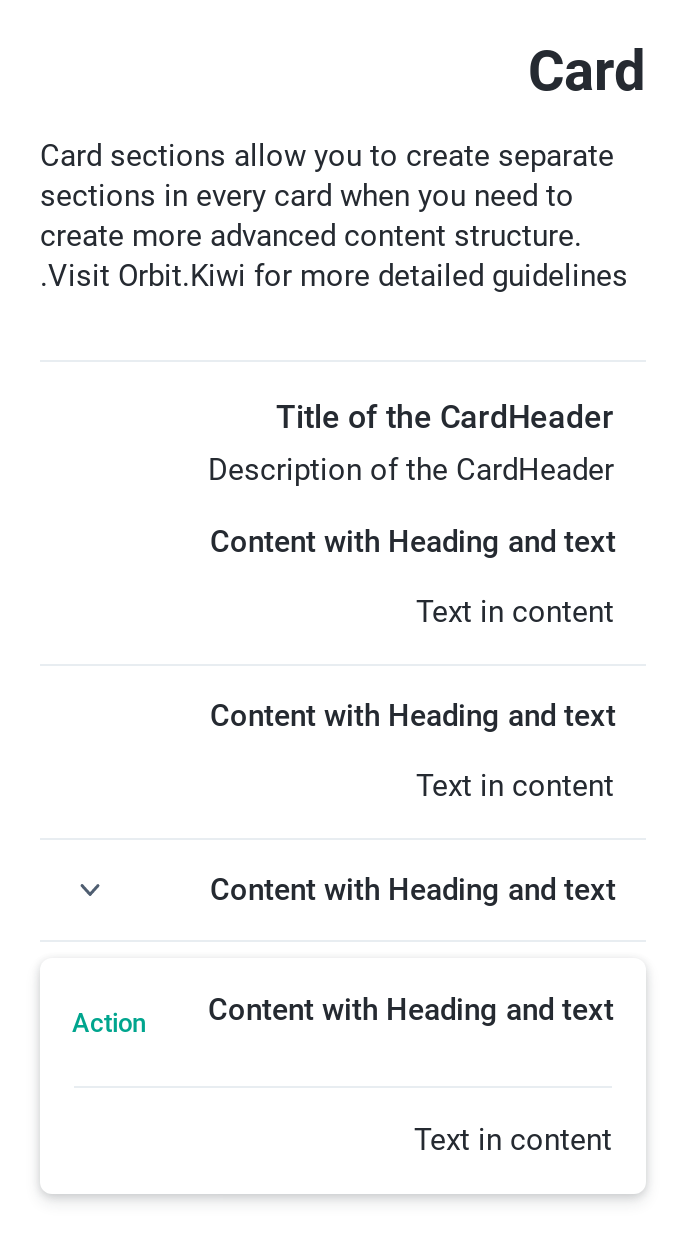 Card
Card sections allow you to create separate
sections in every card when you need to
create more advanced content structure.
.Visit Orbit.Kiwi for more detailed guidelines
Title of the CardHeader
Description of the CardHeader
Content with Heading and text
Text in content
Content with Heading and text
Text in content
Content with Heading and text
Content with Heading and text
Action
Text in content